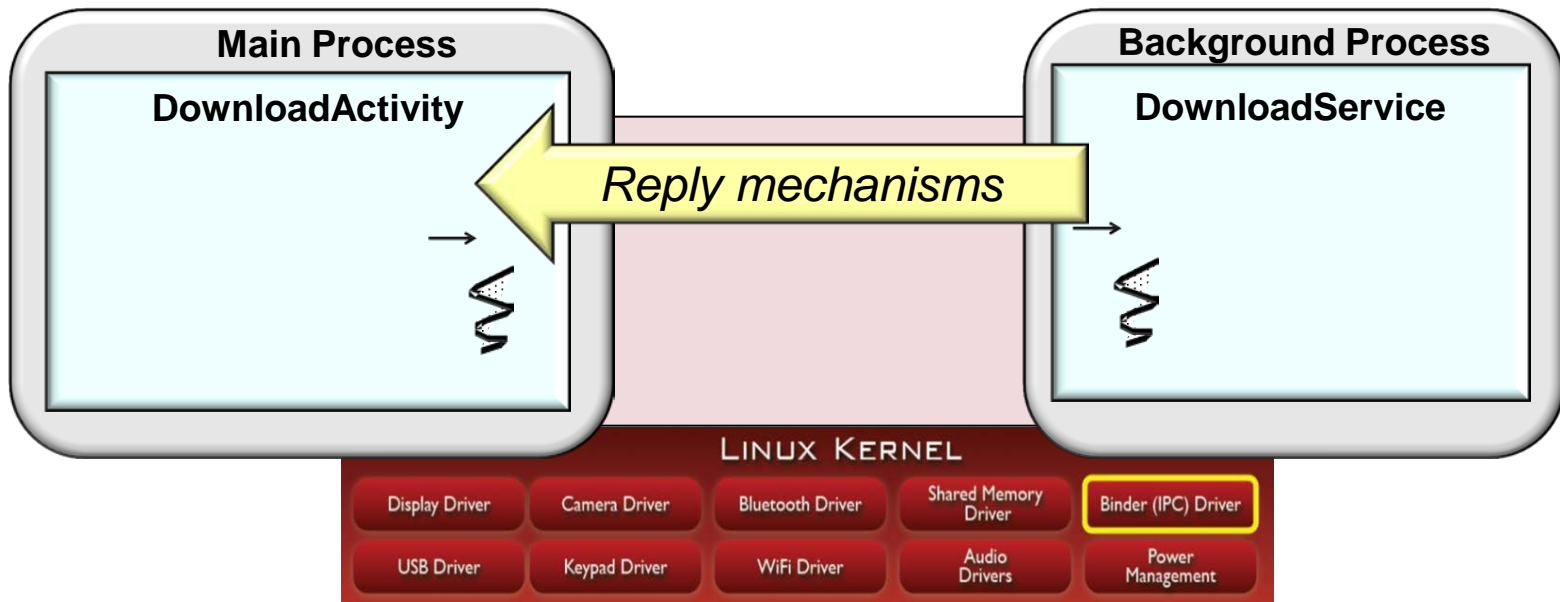 Main Process
DownloadActivity
Background Process
DownloadService
Reply mechanisms
LINUX KERNEL
Display Driver
Camera Driver
Bluetooth Driver
Shared Memory
Driver
Binder (IPC) Driver
USB Driver
Keypad Driver
WiFi Driver
Audio
Drivers
Power
Management